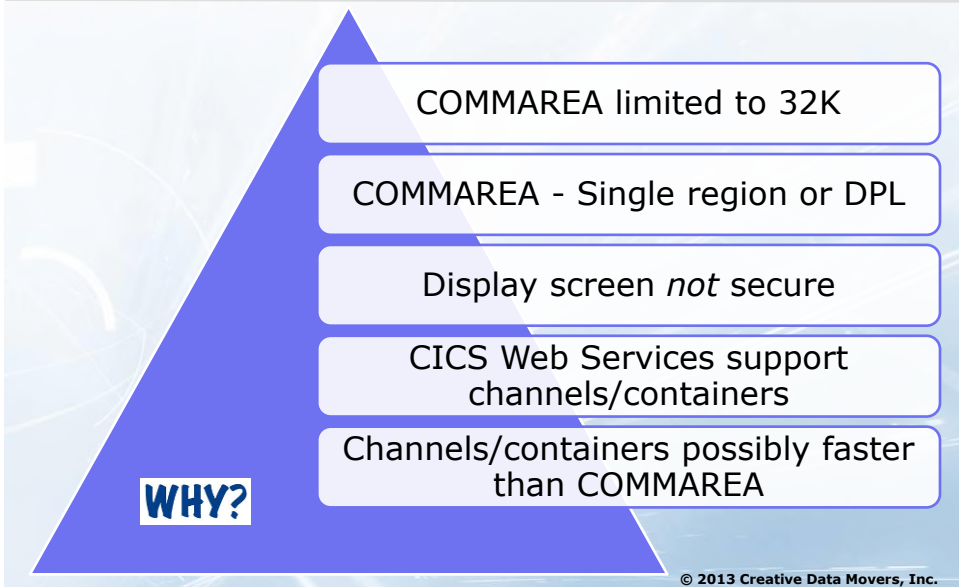 COMMAREA limited to 32K
COMMAREA - Single region or DPL
Display screen not secure
CICS Web Services support
channels/containers
Channels/containers possibly faster
than COMMAREA
WHY?
© 2013 Creative Data Movers, Inc.